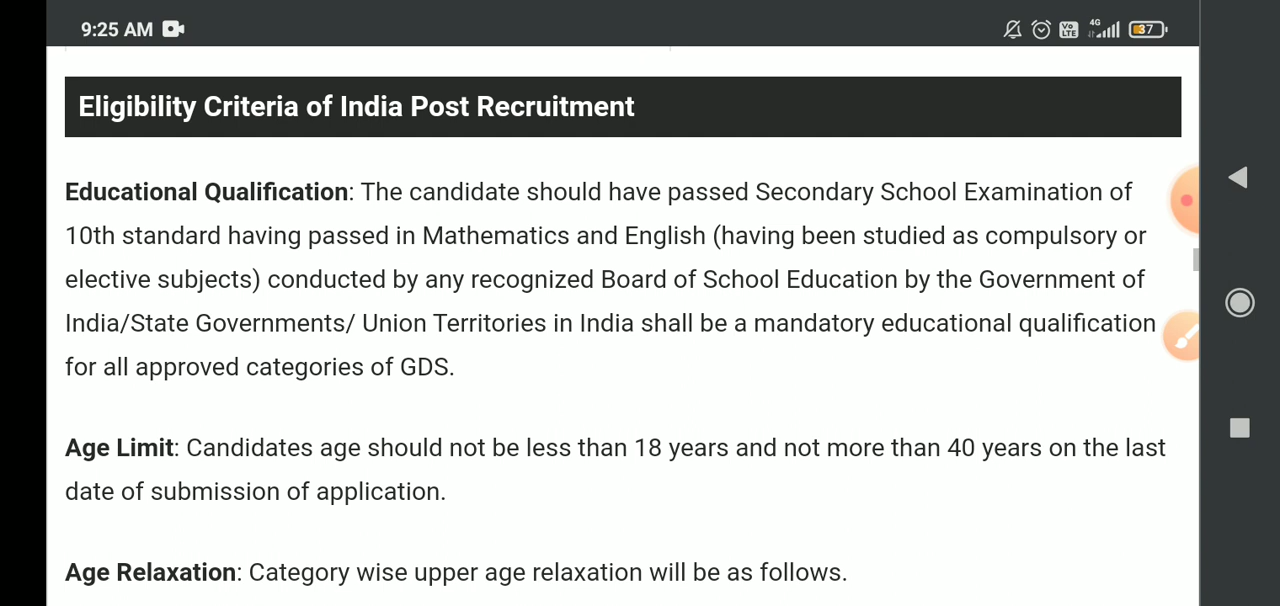 9:25 AM
Vo LTE 4G 37
Eligibility Criteria of India Post Recruitment
Educational Qualification: The candidate should have passed Secondary School Examination of
10th standard having passed in Mathematics and English (having been studied as compulsory or
elective subjects) conducted by any recognized Board of School Education by the Government of
India/State Governments/ Union Territories in India shall be a mandatory educational qualification
for all approved categories of GDS.
Age Limit: Candidates age should not be less than 18 years and not more than 40 years on the last
date of submission of application.
Age Relaxation: Category wise upper age relaxation will be as follows.